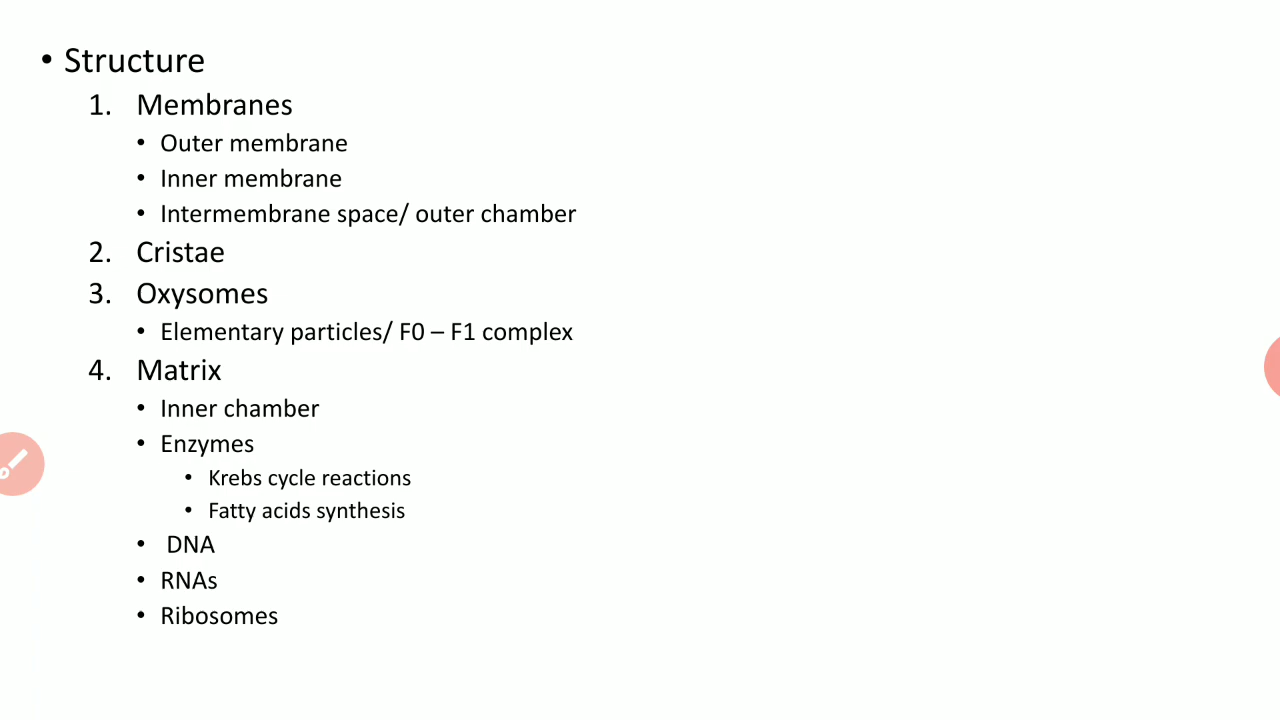 • Structure
1. Membranes
• Outer membrane
• Inner membrane
• Intermembrane space/ outer chamber
2. Cristae
3. Oxysomes
• Elementary particles/ F0 – F1 complex
4. Matrix
• Inner chamber
• Enzymes
• Krebs cycle reactions
• Fatty acids synthesis
• DNA
• RNAs
• Ribosomes